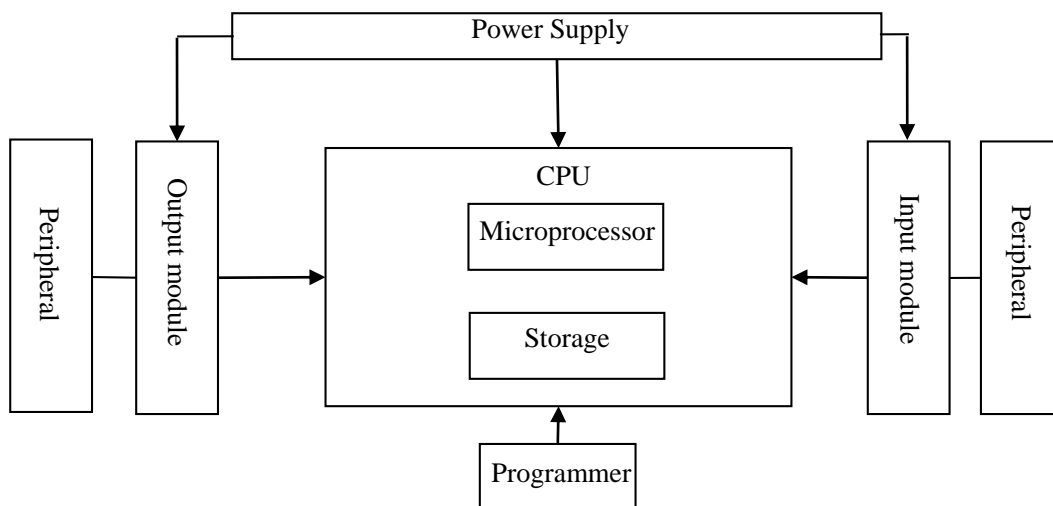 Power Supply
Peripheral
Output module
CPU
Microprocessor
Storage
Input module
Peripheral
Programmer